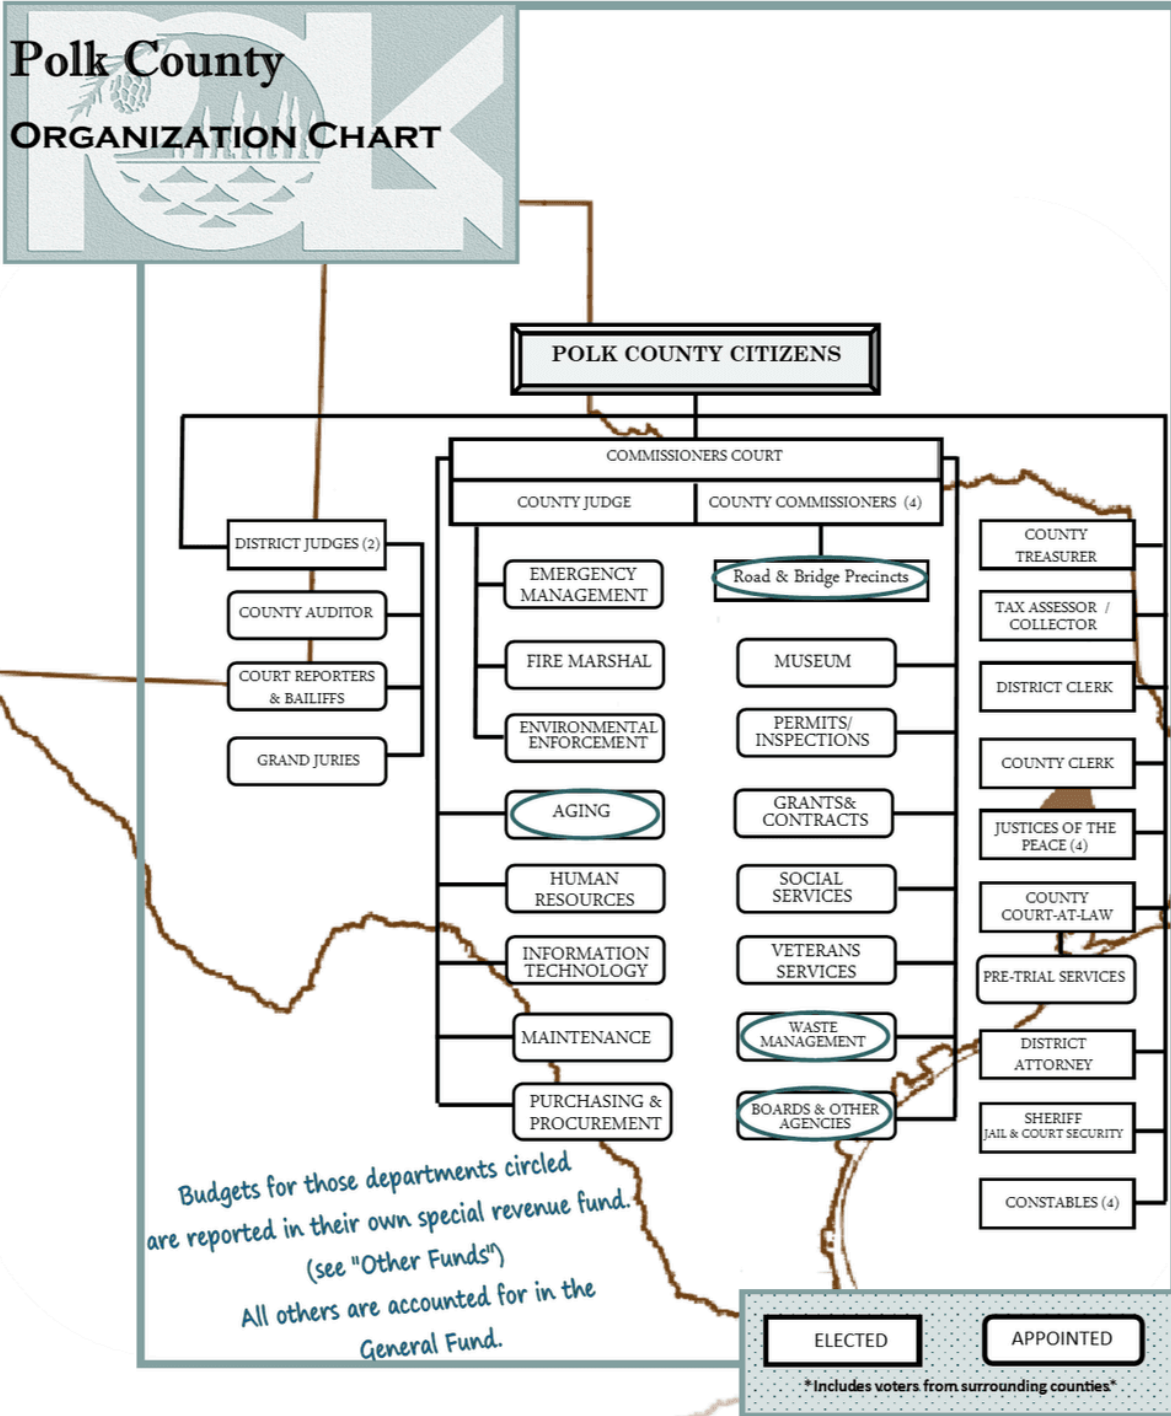 Polk County
ORGANIZATION CHART
POLK COUNTY CITIZENS
COMMISSIONERS COURT
COUNTY JUDGE
COUNTY COMMISSIONERS (4)
DISTRICT JUDGES (2)
COUNTY AUDITOR
COURT REPORTERS
& BAILIFFS
GRAND JURIES
EMERGENCY
MANAGEMENT
FIRE MARSHAL
ENVIRONMENTAL
ENFORCEMENT
AGING
HUMAN
RESOURCES
INFORMATION
TECHNOLOGY
MAINTENANCE
PURCHASING &
PROCUREMENT
Road & Bridge Precincts
MUSEUM
PERMITS/
INSPECTIONS
GRANTS&
CONTRACTS
SOCIAL
SERVICES
VETERANS
SERVICES
WASTE
MANAGEMENT
BOARDS & OTHER
AGENCIES
COUNTY
TREASURER
TAX ASSESSOR /
COLLECTOR
DISTRICT CLERK
COUNTY CLERK
JUSTICES OF THE
PEACE (4)
COUNTY
COURT-AT-LAW
PRE-TRIAL SERVICES
DISTRICT
ATTORNEY
SHERIFF
JAIL & COURT SECURITY
CONSTABLES (4)
Budgets for those departments circled
are reported in their own special revenue fund.
(see "Other Funds")
All others are accounted for in the
General Fund.
ELECTED
APPOINTED
*Includes voters from surrounding counties*